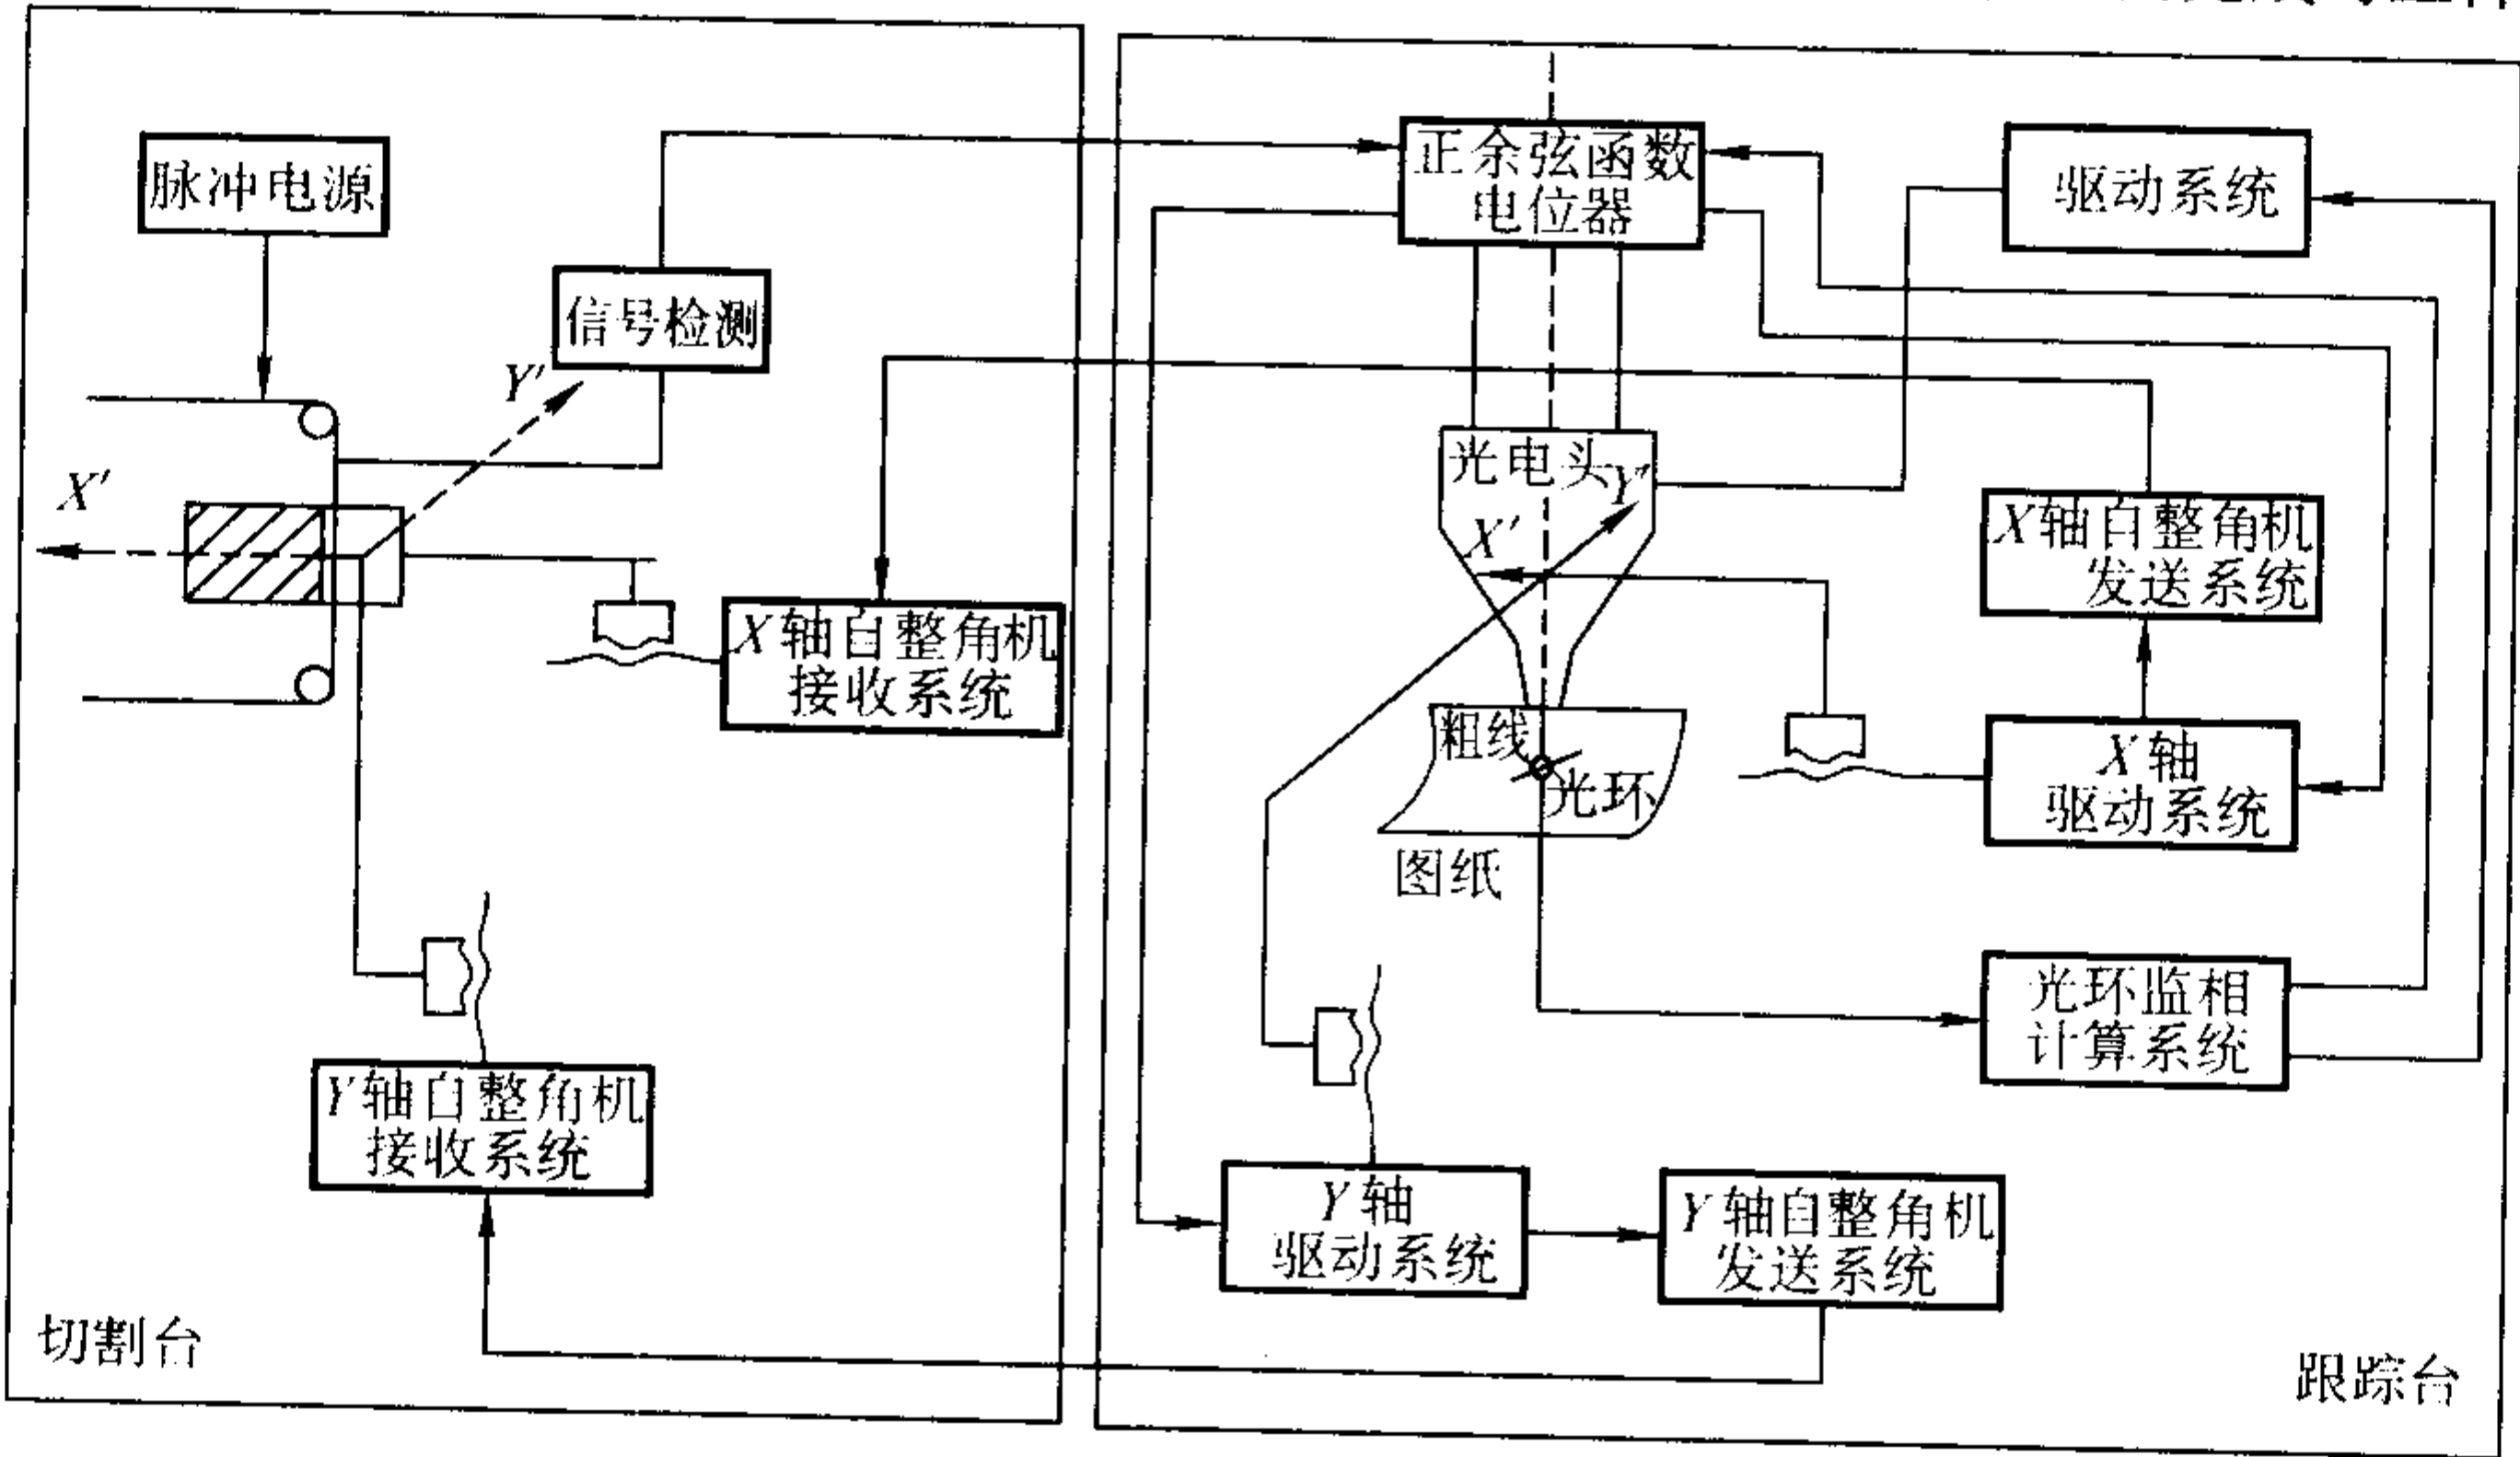 脉冲电源
信号检测
Y′
X′
X轴自整角机
接收系统
Y轴自整角机
接收系统
切割台
正余弦函数
电位器
驱动系统
光电头
Y′
X′
X轴自整角机
发送系统
粗线
光环
图纸
X轴
驱动系统
光环监相
计算系统
Y轴
驱动系统
Y轴自整角机
发送系统
跟踪台